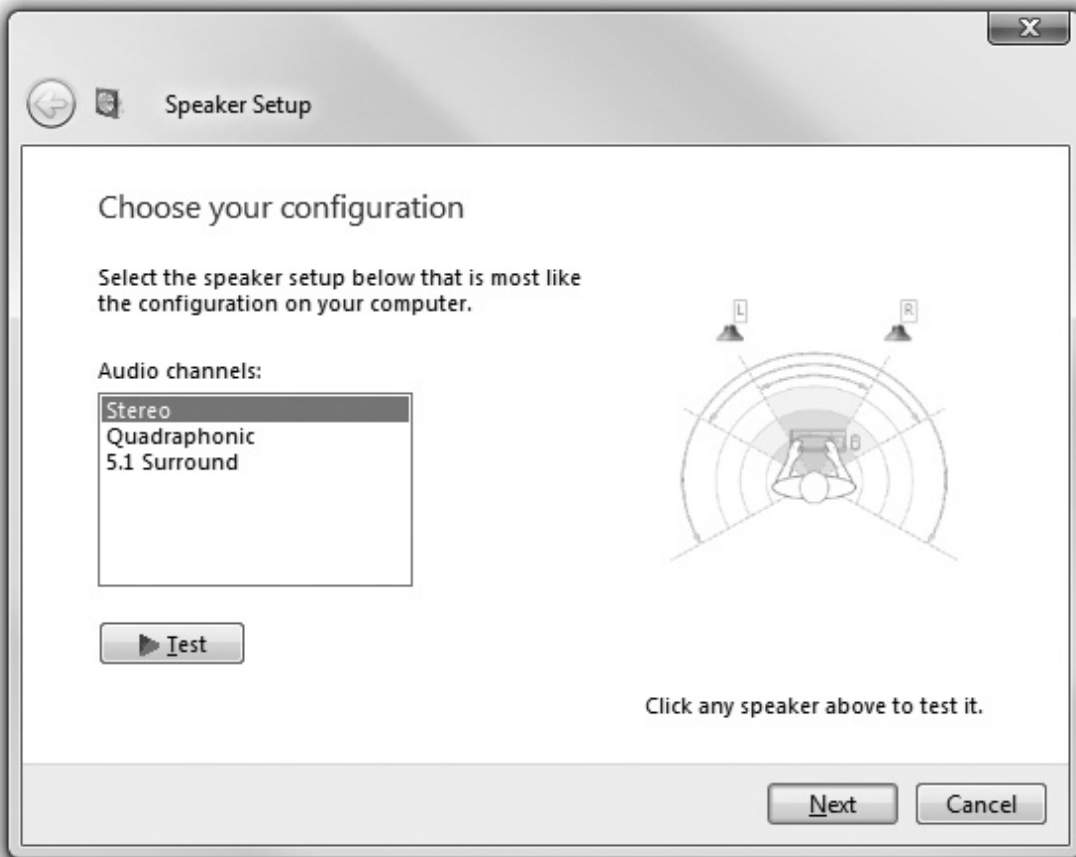 X
Speaker Setup
Choose your configuration
Select the speaker setup below that is most like
the configuration on your computer.
L
R
Audio channels:
Stereo
Quadraphonic
5.1 Surround
Test
Click any speaker above to test it.
Next
Cancel